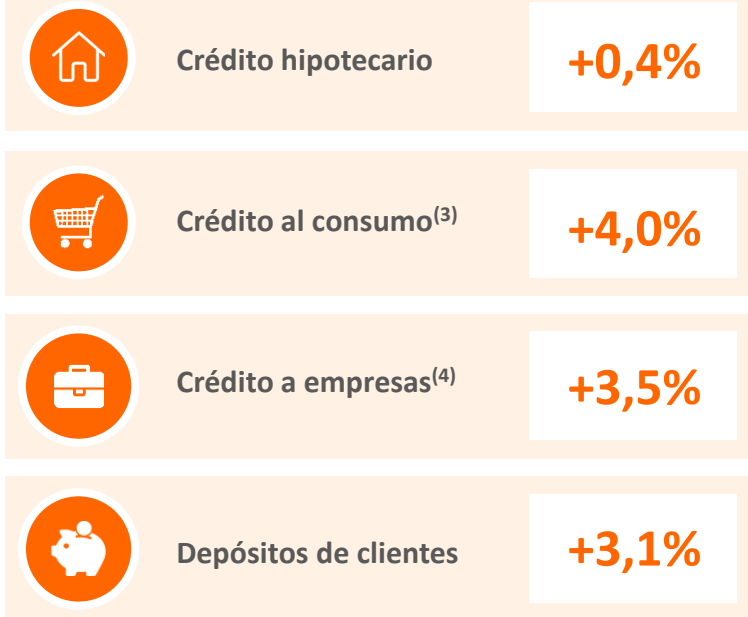 Crédito hipotecario +0,4%
Crédito al consumo(3) +4,0%
Crédito a empresas(4) +3,5%
Depósitos de clientes +3,1%